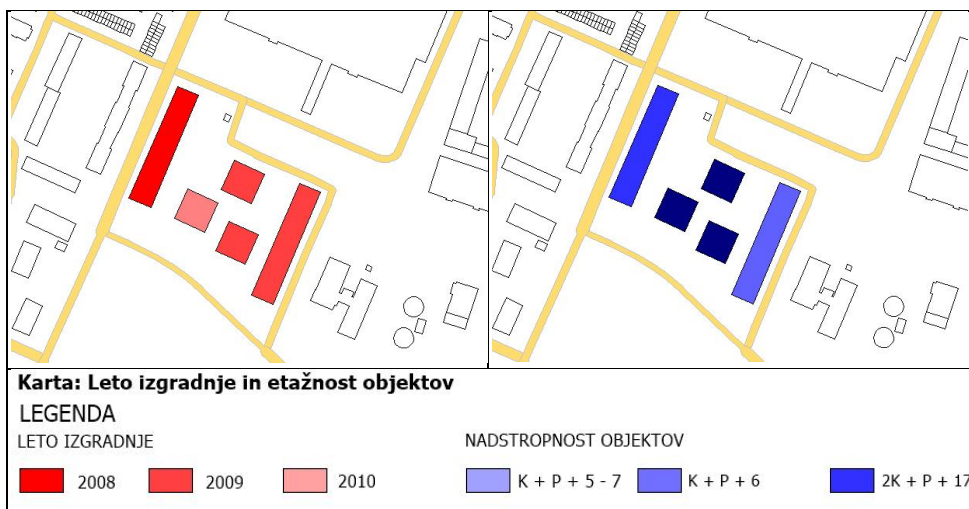 Karta: Leto izgradnje in etažnost objektov
LEGENDA
LETO IZGRADNJE
NADSTROPNOST OBJEKTOV
2008
2009
2010
K + P + 5 - 7
K + P + 6
2K + P + 17